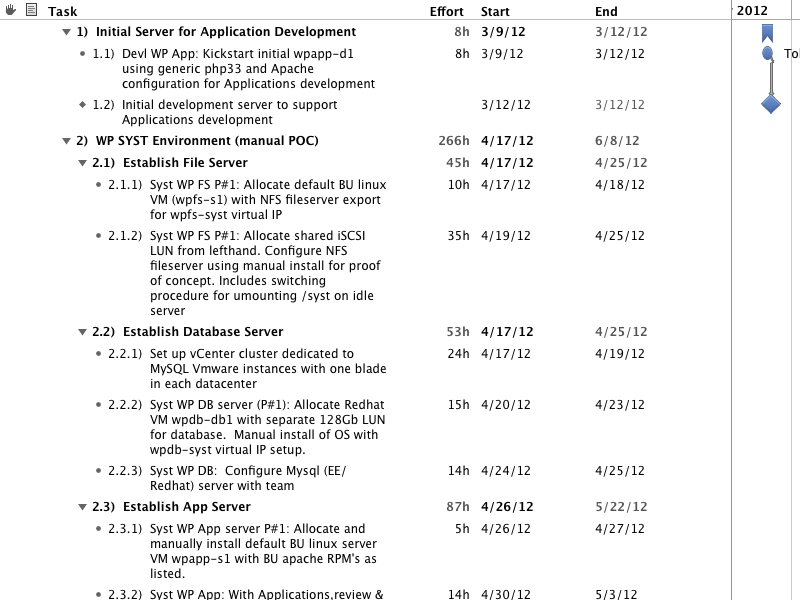 Task Effort Start End 2012
1) Initial Server for Application Development 8h 3/9/12 3/12/12
1.1) Devl WP App: Kickstart initial wpapp-d1 8h 3/9/12 3/12/12
using generic php33 and Apache
configuration for Applications development
1.2) Initial development server to support 3/12/12 3/12/12
Applications development
2) WP SYST Environment (manual POC) 266h 4/17/12 6/8/12
2.1) Establish File Server 45h 4/17/12 4/25/12
2.1.1) Syst WP FS P#1: Allocate default BU linux 10h 4/17/12 4/18/12
VM (wpfs-s1) with NFS fileserver export
for wpfs-syst virtual IP
2.1.2) Syst WP FS P#1: Allocate shared iSCSI 35h 4/19/12 4/25/12
LUN from lefthand. Configure NFS
fileserver using manual install for proof
of concept. Includes switching
procedure for umounting /syst on idle
server
2.2) Establish Database Server 53h 4/17/12 4/25/12
2.2.1) Set up vCenter cluster dedicated to 24h 4/17/12 4/19/12
MySQL Vmware instances with one blade
in each datacenter
2.2.2) Syst WP DB server (P#1): Allocate Redhat 15h 4/20/12 4/23/12
VM wpdb-db1 with separate 128Gb LUN
for database. Manual install of OS with
wpdb-syst virtual IP setup.
2.2.3) Syst WP DB: Configure Mysql (EE/ 14h 4/24/12 4/25/12
Redhat) server with team
2.3) Establish App Server 87h 4/26/12 5/22/12
2.3.1) Syst WP App server P#1: Allocate and 5h 4/26/12 4/27/12
manually install default BU linux server
VM wpapp-s1 with BU apache RPM's as
listed.
2.3.2) Syst WP App: With Applications,review & 14h 4/30/12 5/3/12